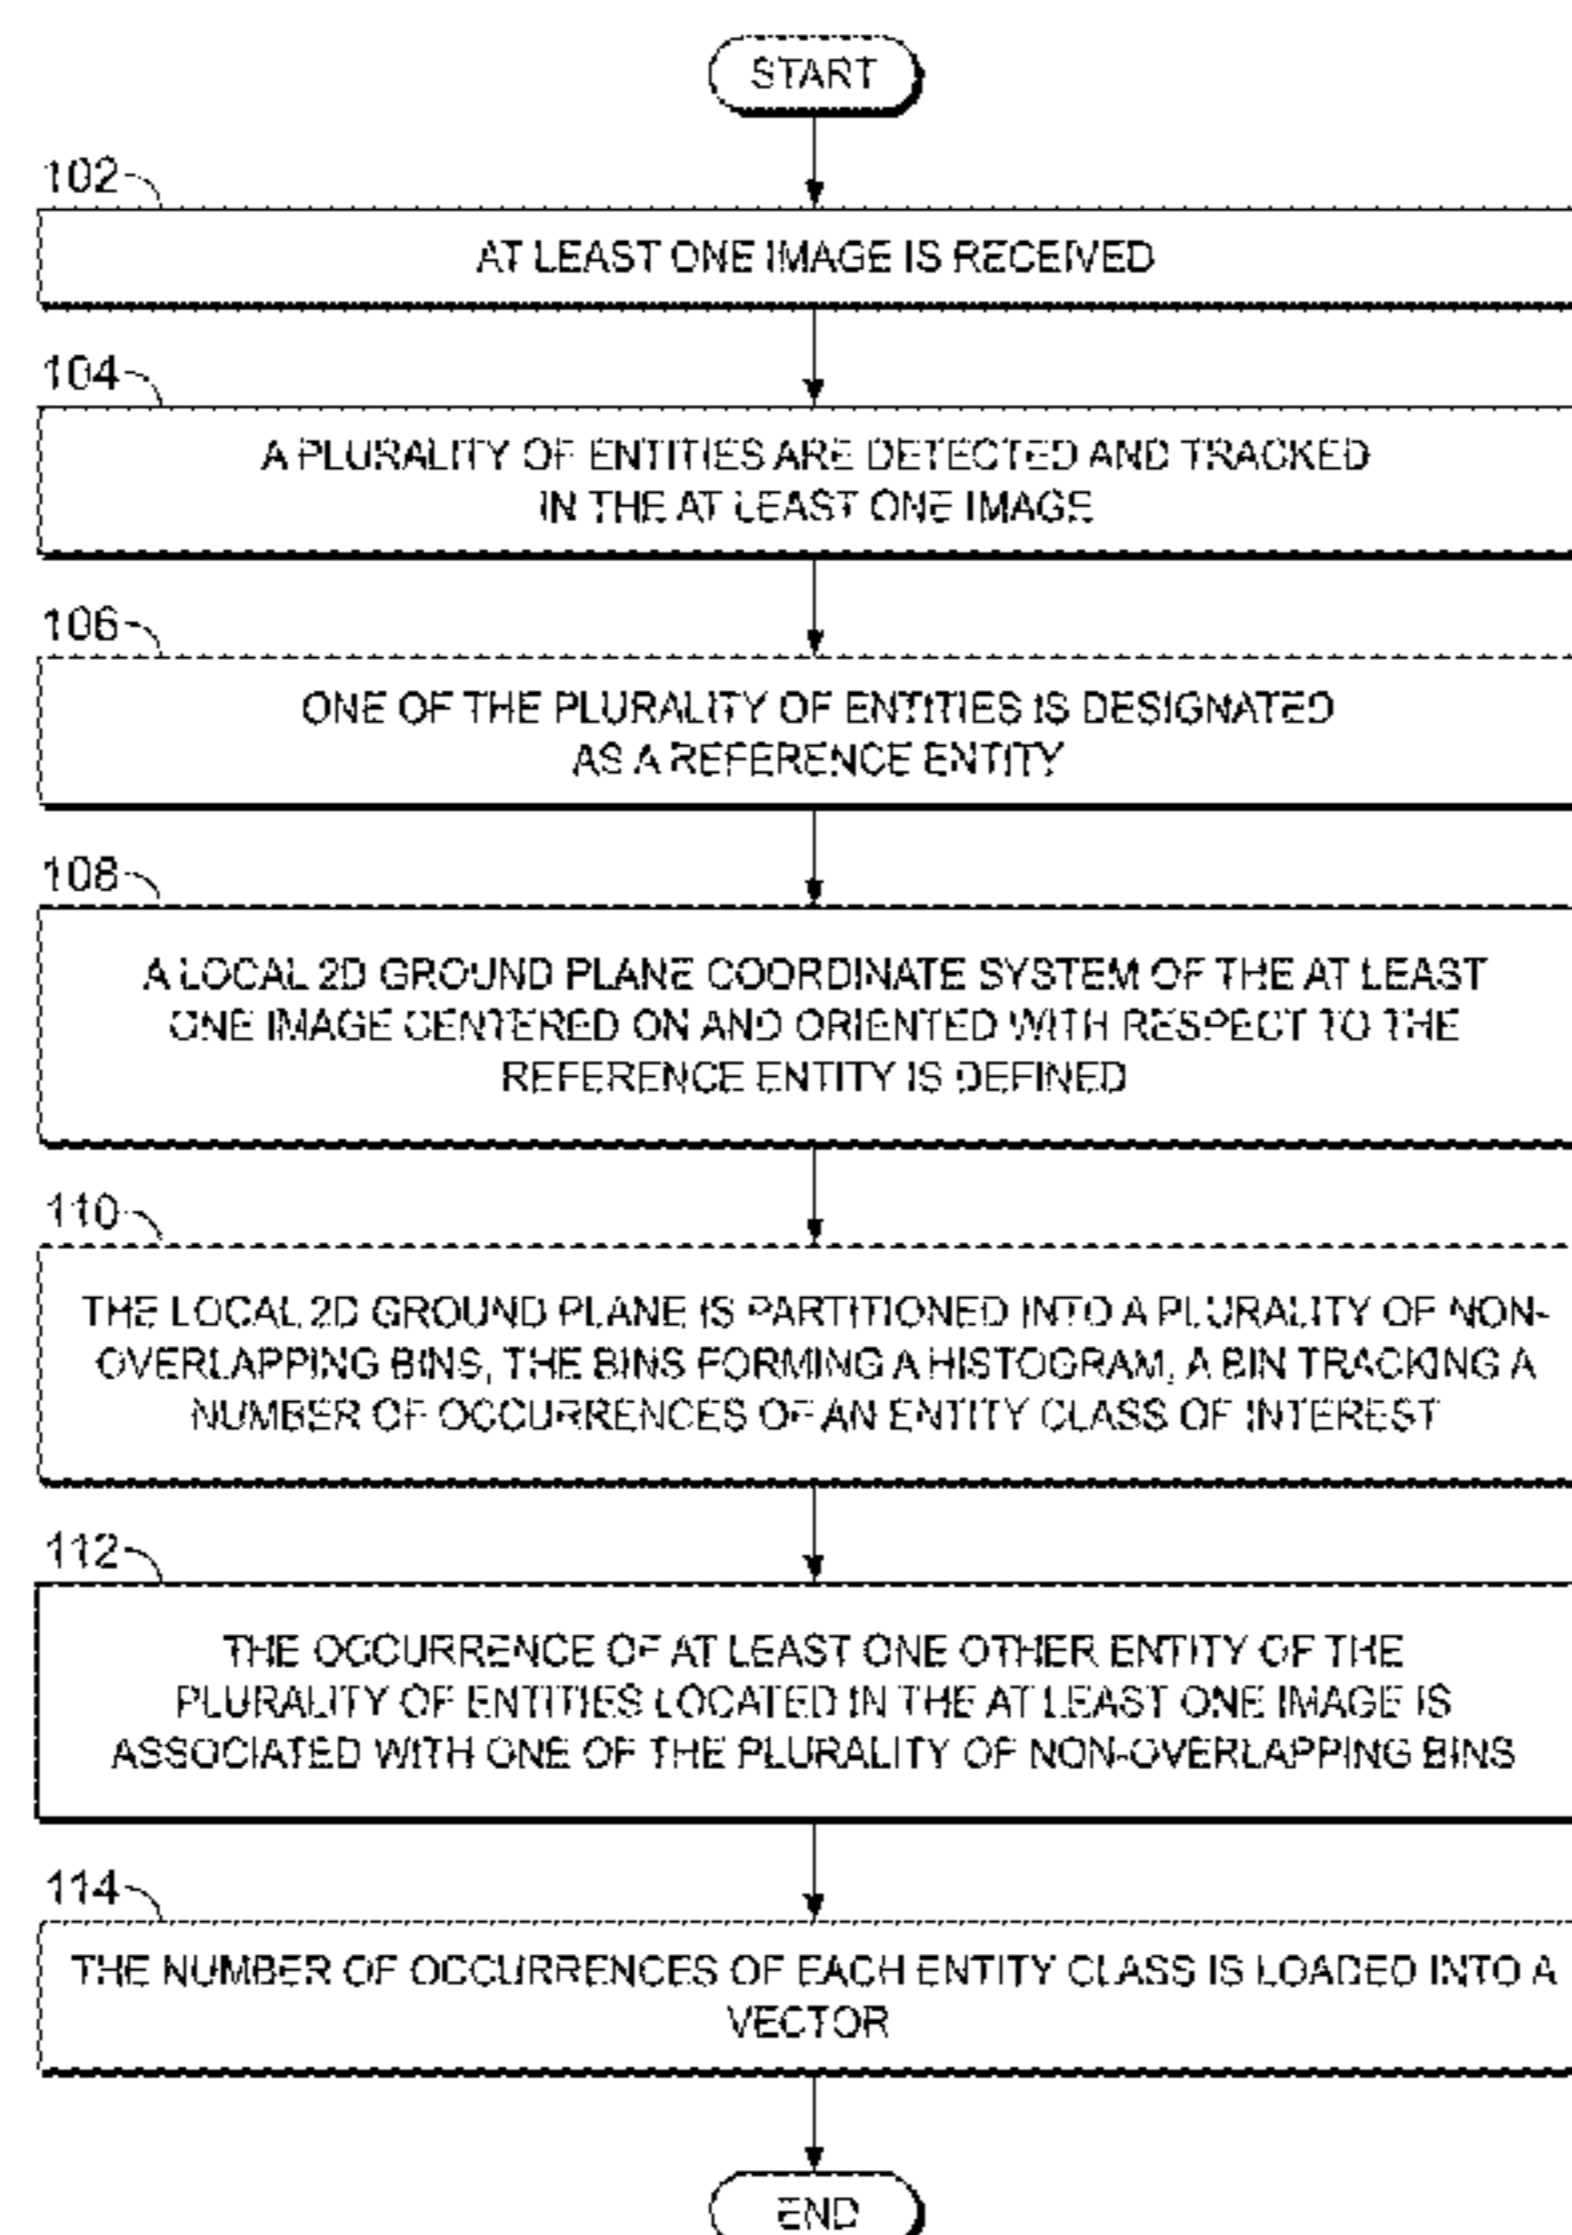 START
102
AT LEAST ONE IMAGE IS RECEIVED
104
A PLURALITY OF ENTITIES ARE DETECTED AND TRACKED
IN THE AT LEAST ONE IMAGE
106
ONE OF THE PLURALITY OF ENTITIES IS DESIGNATED
AS A REFERENCE ENTITY
108
A LOCAL 2D GROUND PLANE COORDINATE SYSTEM OF THE AT LEAST
ONE IMAGE CENTERED ON AND ORIENTED WITH RESPECT TO THE
REFERENCE ENTITY IS DEFINED
110
THE LOCAL 2D GROUND PLANE IS PARTITIONED INTO A PLURALITY OF NON-
OVERLAPPING BINS, THE BINS FORMING A HISTOGRAM, A BIN TRACKING A
NUMBER OF OCCURRENCES OF AN ENTITY CLASS OF INTEREST
112
THE OCCURRENCE OF AT LEAST ONE OTHER ENTITY OF THE
PLURALITY OF ENTITIES LOCATED IN THE AT LEAST ONE IMAGE IS
ASSOCIATED WITH ONE OF THE PLURALITY OF NON-OVERLAPPING BINS
114
THE NUMBER OF OCCURRENCES OF EACH ENTITY CLASS IS LOADED INTO A
VECTOR
END